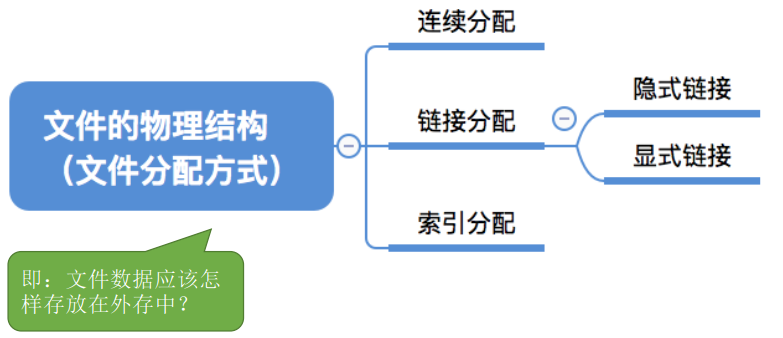 连续分配
文件的物理结构
（文件分配方式）
链接分配
隐式链接
显式链接
索引分配
即：文件数据应该怎
样存放在外存中？